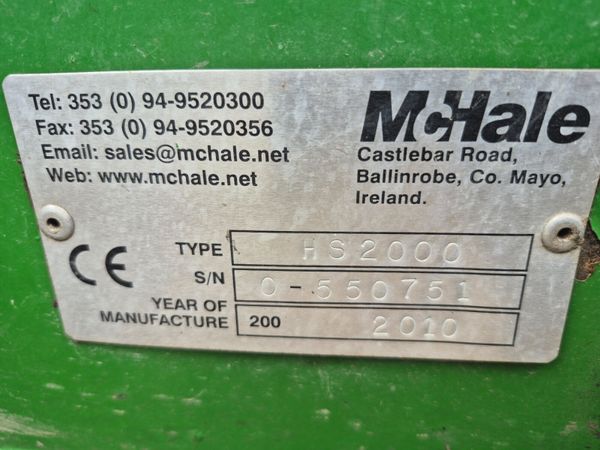 Tel: 353 (0) 94-9520300
Fax: 353 (0) 94-9520356
Email: sales@mchale.net
Web: www.mchale.net
McHale
Castlebar Road,
Ballinrobe, Co. Mayo,
Ireland.
CE
TYPE HS2000
S/N 0-550751
YEAR OF
MANUFACTURE 200 2010